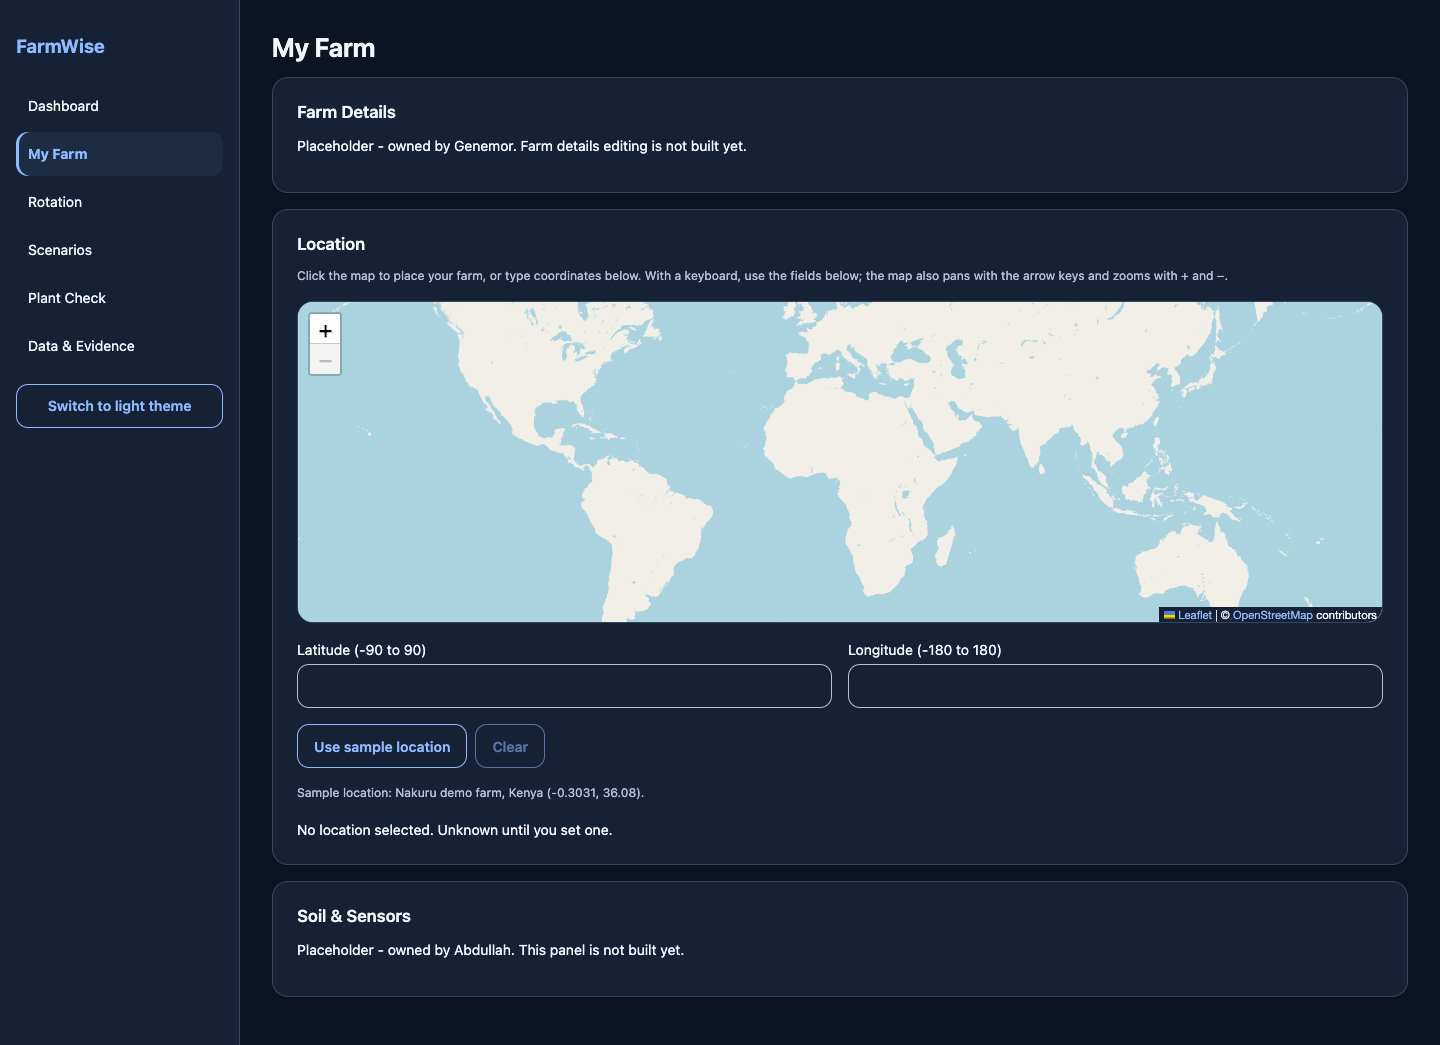 FarmWise
Dashboard
My Farm
Rotation
Scenarios
Plant Check
Data & Evidence
Switch to light theme
My Farm
Farm Details
Placeholder - owned by Genemor. Farm details editing is not built yet.
Location
Click the map to place your farm, or type coordinates below. With a keyboard, use the fields below; the map also pans with the arrow keys and zooms with + and −.
+
−
Leaflet | © OpenStreetMap contributors
Latitude (-90 to 90)
Longitude (-180 to 180)
Use sample location
Clear
Sample location: Nakuru demo farm, Kenya (-0.3031, 36.08).
No location selected. Unknown until you set one.
Soil & Sensors
Placeholder - owned by Abdullah. This panel is not built yet.